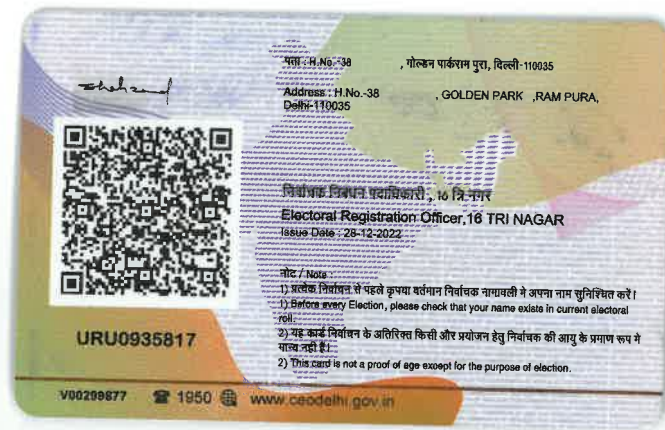 पता : H.No.-38 , गोल्डन पार्कराम पुरा, दिल्ली-110035
Address : H.No.-38 , GOLDEN PARK ,RAM PURA,
Delhi-110035
निर्वाचक निबंधन पदाधिकारी , 16 त्रि नगर
Electoral Registration Officer,16 TRI NAGAR
Issue Date : 28-12-2022
नोट / Note :
1) प्रत्येक निर्वाचन से पहले कृपया वर्तमान निर्वाचक नामावली मे अपना नाम सुनिश्चित करें।
1) Before every Election, please check that your name exists in current electoral
roll.
2) यह कार्ड निर्वाचन के अतिरिक्त किसी और प्रयोजन हेतु निर्वाचक की आयु के प्रमाण रूप मे
मान्य नही है।
2) This card is not a proof of age except for the purpose of election.
URU0935817
V00299877 1950 www.ceodelhi.gov.in